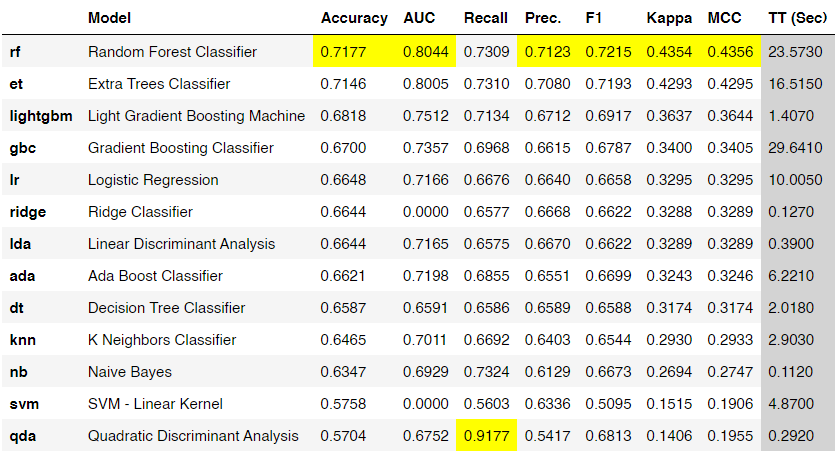 Model Accuracy AUC Recall Prec. F1 Kappa MCC TT (Sec)
rf Random Forest Classifier 0.7177 0.8044 0.7309 0.7123 0.7215 0.4354 0.4356 23.5730
et Extra Trees Classifier 0.7146 0.8005 0.7310 0.7080 0.7193 0.4293 0.4295 16.5150
lightgbm Light Gradient Boosting Machine 0.6818 0.7512 0.7134 0.6712 0.6917 0.3637 0.3644 1.4070
gbc Gradient Boosting Classifier 0.6700 0.7357 0.6968 0.6615 0.6787 0.3400 0.3405 29.6410
lr Logistic Regression 0.6648 0.7166 0.6676 0.6640 0.6658 0.3295 0.3295 10.0050
ridge Ridge Classifier 0.6644 0.0000 0.6577 0.6668 0.6622 0.3288 0.3289 0.1270
lda Linear Discriminant Analysis 0.6644 0.7165 0.6575 0.6670 0.6622 0.3289 0.3289 0.3900
ada Ada Boost Classifier 0.6621 0.7198 0.6855 0.6551 0.6699 0.3243 0.3246 6.2210
dt Decision Tree Classifier 0.6587 0.6591 0.6586 0.6589 0.6588 0.3174 0.3174 2.0180
knn K Neighbors Classifier 0.6465 0.7011 0.6692 0.6403 0.6544 0.2930 0.2933 2.9030
nb Naive Bayes 0.6347 0.6929 0.7324 0.6129 0.6673 0.2694 0.2747 0.1120
svm SVM - Linear Kernel 0.5758 0.0000 0.5603 0.6336 0.5095 0.1515 0.1906 4.8700
qda Quadratic Discriminant Analysis 0.5704 0.6752 0.9177 0.5417 0.6813 0.1406 0.1955 0.2920